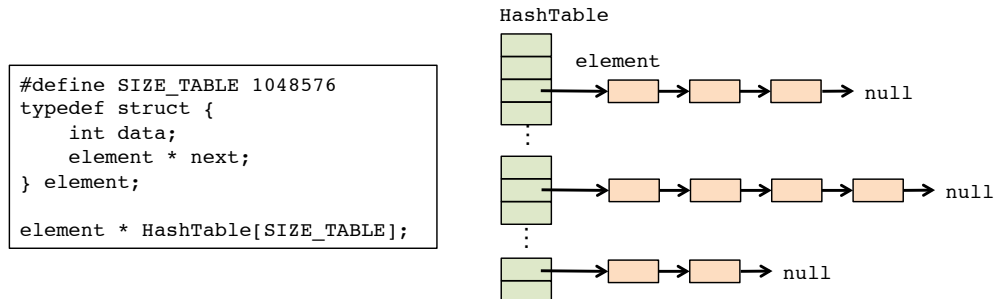 HashTable
#define SIZE_TABLE 1048576
typedef struct {
    int data;
    element * next;
} element;
element * HashTable[SIZE_TABLE];
element
null
null
null